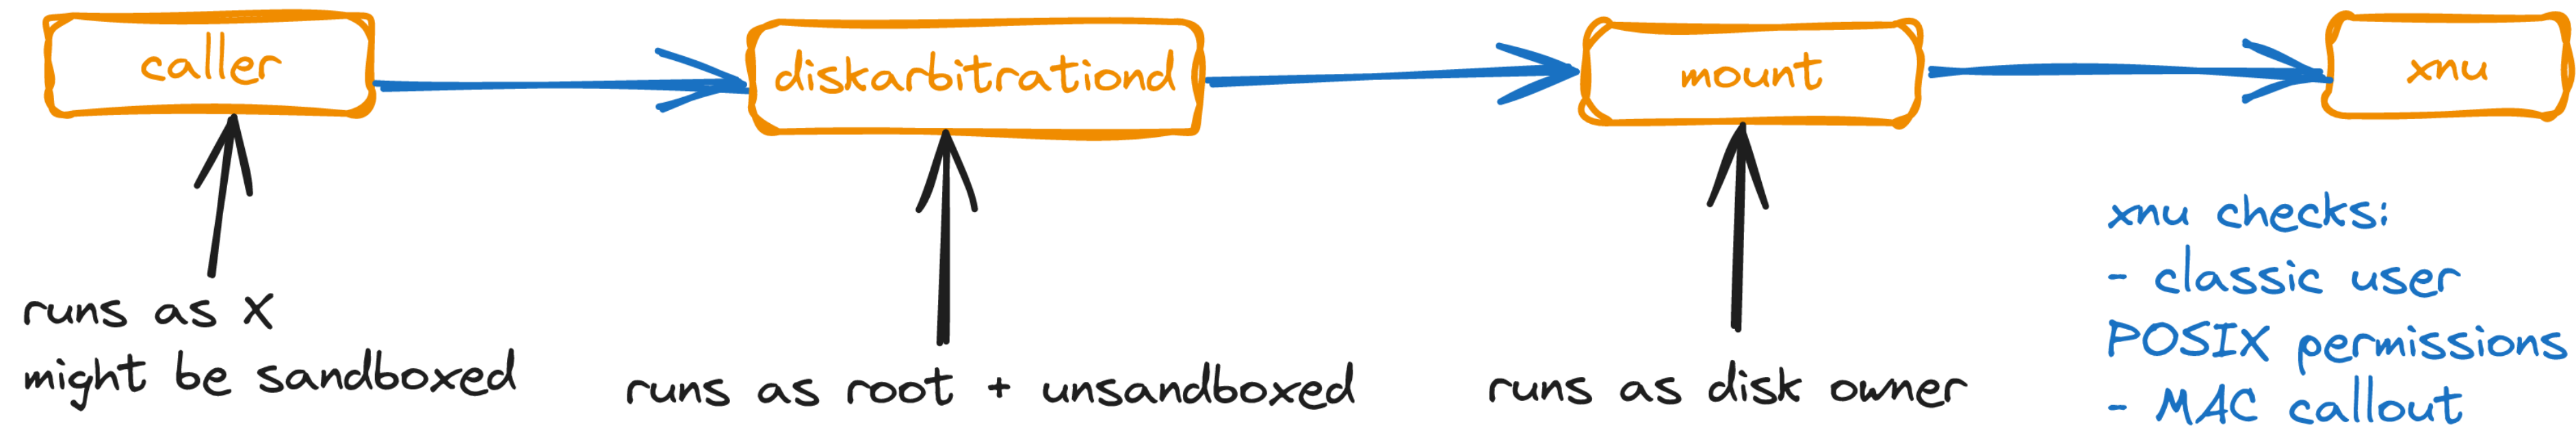 caller
diskarbitrationd
mount
xnu
runs as X
might be sandboxed
runs as root + unsandboxed
runs as disk owner
xnu checks:
- classic user
POSIX permissions
- MAC callout